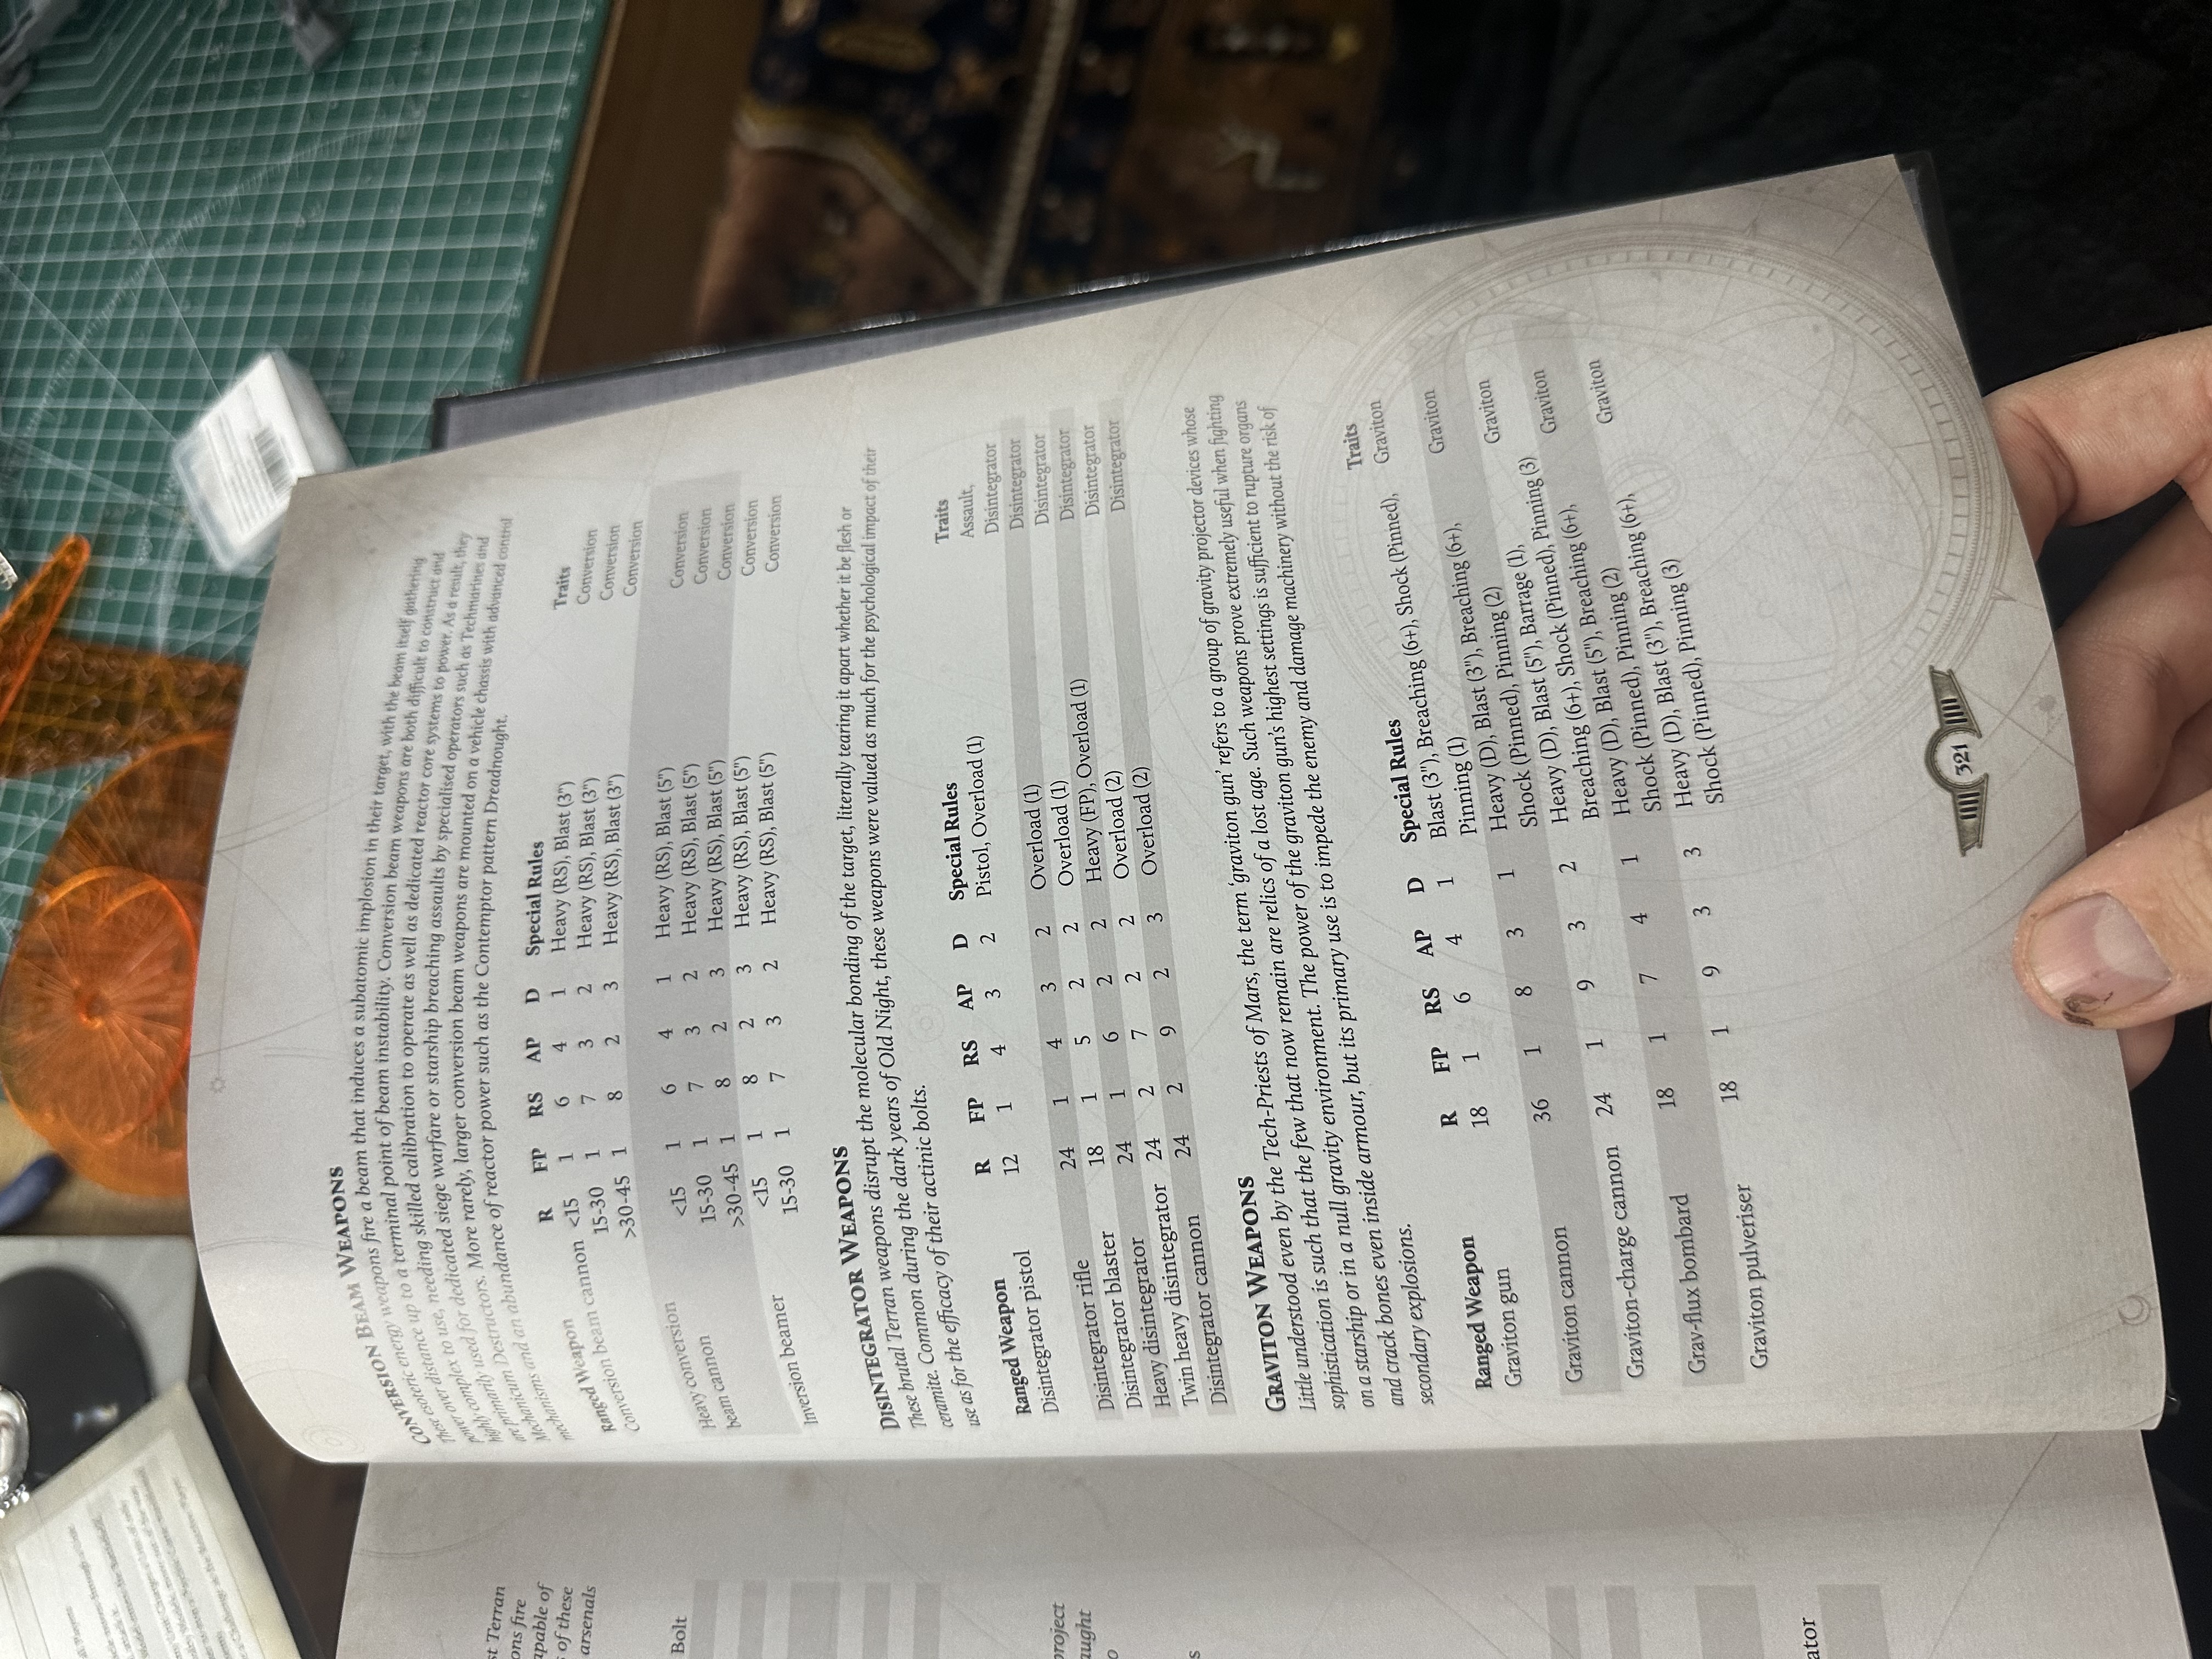 st Terran
ons fire
apable of
s of these
arsenals
Bolt
project
aught
o
s
ator
CONVERSION BEAM WEAPONS
These esoteric energy weapons fire a beam that induces a subatomic implosion in their target, with the beam itself gathering
power over distance up to a terminal point of beam instability. Conversion beam weapons are both difficult to construct and
highly complex to use, needing skilled calibration to operate as well as dedicated reactor core systems to power. As a result, they
are primarily used for dedicated siege warfare or starship breaching assaults by specialised operators such as Techmarines and
Mechanicum Destructors. More rarely, larger conversion beam weapons are mounted on a vehicle chassis with advanced control
mechanisms and an abundance of reactor power such as the Contemptor pattern Dreadnought.
Ranged Weapon R FP RS AP D Special Rules Traits
Conversion beam cannon <15 1 6 4 1 Heavy (RS), Blast (3") Conversion
15-30 1 7 3 2 Heavy (RS), Blast (3") Conversion
>30-45 1 8 2 3 Heavy (RS), Blast (3") Conversion
Heavy conversion <15 1 6 4 1 Heavy (RS), Blast (5") Conversion
beam cannon 15-30 1 7 3 2 Heavy (RS), Blast (5") Conversion
>30-45 1 8 2 3 Heavy (RS), Blast (5") Conversion
Inversion beamer <15 1 8 2 3 Heavy (RS), Blast (5") Conversion
15-30 1 7 3 2 Heavy (RS), Blast (5") Conversion
DISINTEGRATOR WEAPONS
These brutal Terran weapons disrupt the molecular bonding of the target, literally tearing it apart whether it be flesh or
ceramite. Common during the dark years of Old Night, these weapons were valued as much for the psychological impact of their
use as for the efficacy of their actinic bolts.
Ranged Weapon R FP RS AP D Special Rules Traits
Disintegrator pistol 12 1 4 3 2 Pistol, Overload (1) Assault,
Disintegrator
Disintegrator rifle 24 1 4 3 2 Overload (1) Disintegrator
Disintegrator blaster 18 1 5 2 2 Overload (1) Disintegrator
Heavy disintegrator 24 1 6 2 2 Heavy (FP), Overload (1) Disintegrator
Twin heavy disintegrator 24 2 7 2 2 Overload (2) Disintegrator
Disintegrator cannon 24 2 9 2 3 Overload (2) Disintegrator
GRAVITON WEAPONS
Little understood even by the Tech-Priests of Mars, the term ‘graviton gun’ refers to a group of gravity projector devices whose
sophistication is such that the few that now remain are relics of a lost age. Such weapons prove extremely useful when fighting
on a starship or in a null gravity environment. The power of the graviton gun’s highest settings is sufficient to rupture organs
and crack bones even inside armour, but its primary use is to impede the enemy and damage machinery without the risk of
secondary explosions.
Ranged Weapon R FP RS AP D Special Rules Traits
Graviton gun 18 1 6 4 1 Blast (3"), Breaching (6+), Shock (Pinned), Graviton
Pinning (1)
Graviton cannon 36 1 8 3 1 Heavy (D), Blast (3"), Breaching (6+), Graviton
Shock (Pinned), Pinning (2)
Graviton-charge cannon 24 1 9 3 2 Heavy (D), Blast (5"), Barrage (1), Graviton
Breaching (6+), Shock (Pinned), Pinning (3)
Grav-flux bombard 18 1 7 4 1 Heavy (D), Blast (5"), Breaching (6+), Graviton
Shock (Pinned), Pinning (2)
Graviton pulveriser 18 1 9 3 3 Heavy (D), Blast (3"), Breaching (6+), Graviton
Shock (Pinned), Pinning (3)
321